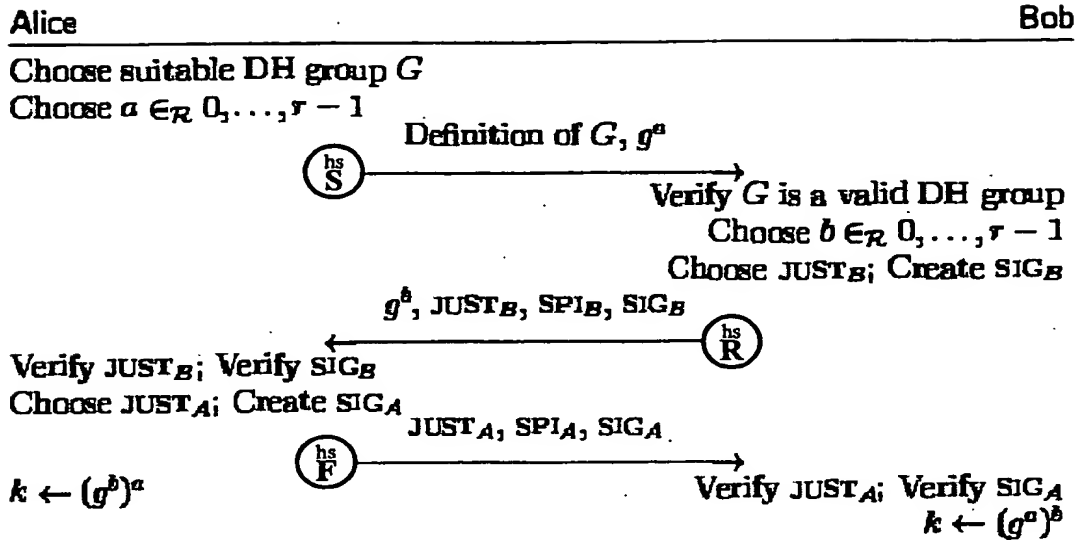 Alice Bob
Choose suitable DH group G
Choose a ∈_R 0,...,r − 1
Definition of G, g^a
hs
S
Verify G is a valid DH group
Choose b ∈_R 0,...,r − 1
Choose JUST_B; Create SIG_B
g^b, JUST_B, SPI_B, SIG_B
hs
R
Verify JUST_B; Verify SIG_B
Choose JUST_A; Create SIG_A
JUST_A, SPI_A, SIG_A
hs
F
k ← (g^b)^a
Verify JUST_A; Verify SIG_A
k ← (g^a)^b